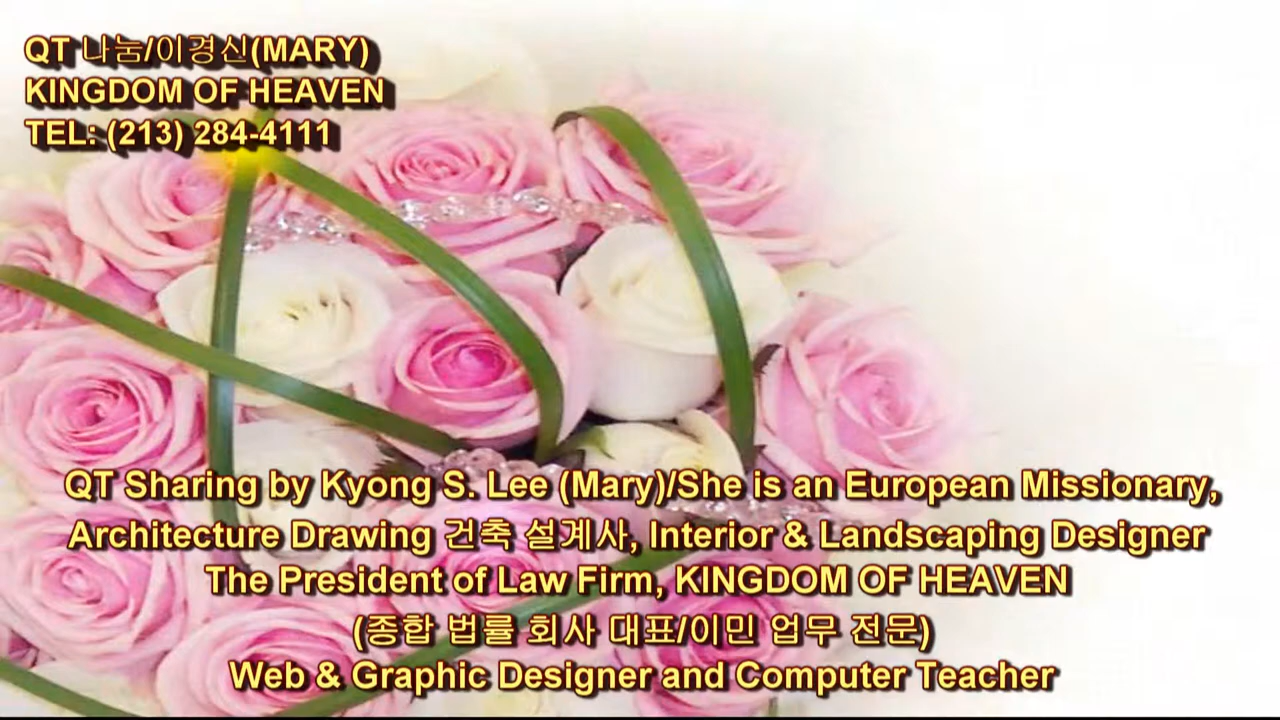 QT 나눔/이경신(MARY)
KINGDOM OF HEAVEN
TEL: (213) 284-4111
QT Sharing by Kyong S. Lee (Mary)/She is an European Missionary,
Architecture Drawing 건축 설계사, Interior & Landscaping Designer
The President of Law Firm, KINGDOM OF HEAVEN
(종합 법률 회사 대표/이민 업무 전문)
Web & Graphic Designer and Computer Teacher